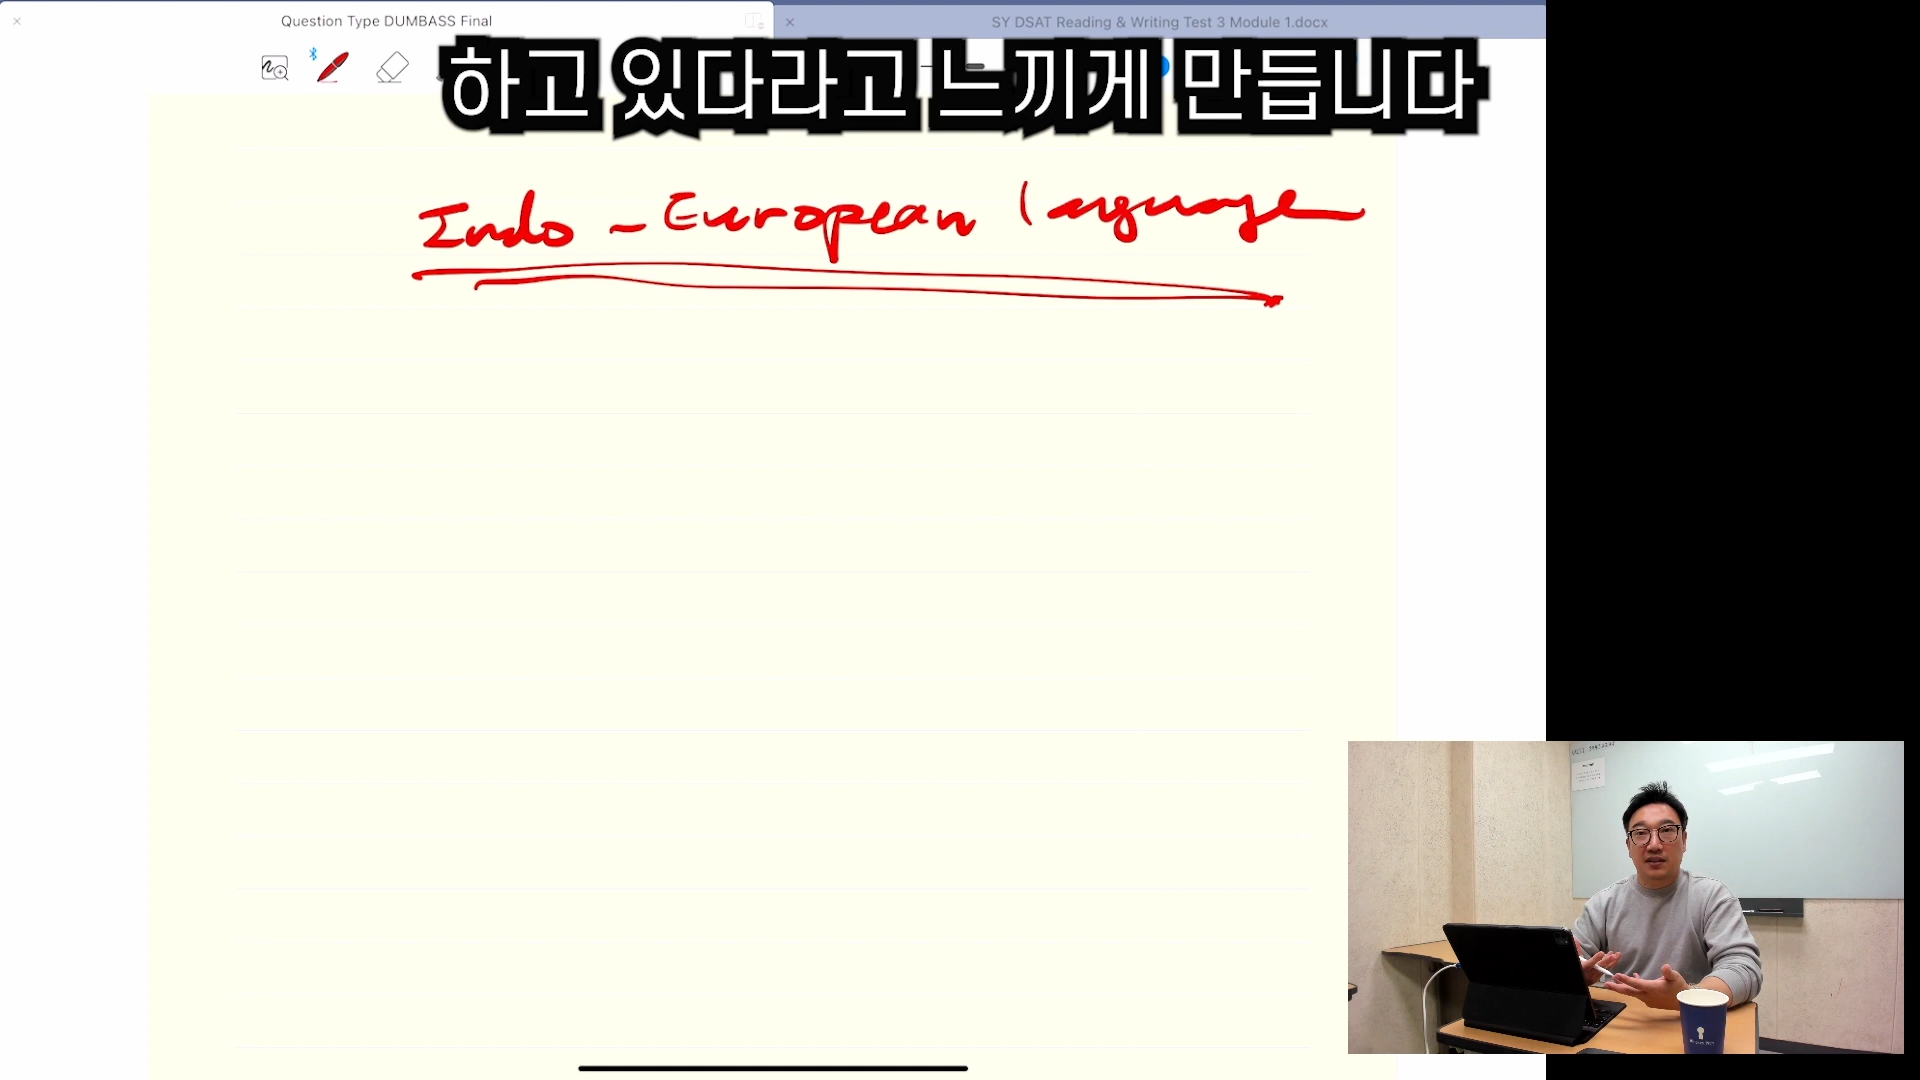 Question Type DUMBASS Final
SY DSAT Reading & Writing Test 3 Module 1.docx
하고 있다라고 느끼게 만듭니다
Indo-European language